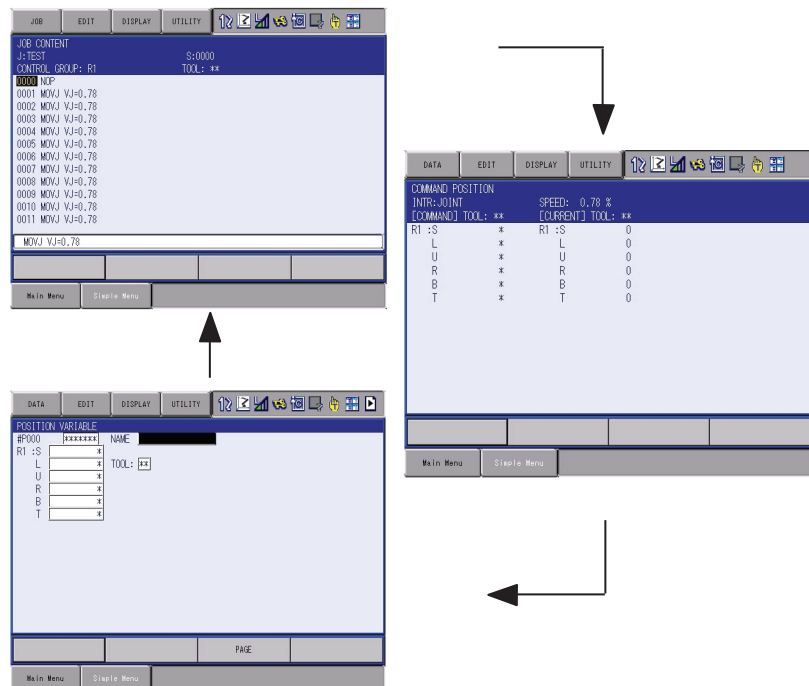 JOB EDIT DISPLAY UTILITY
JOB CONTENT
J:TEST S:0000
CONTROL GROUP: R1 TOOL: **
0000 NOP
0001 MOVJ VJ=0.78
0002 MOVJ VJ=0.78
0003 MOVJ VJ=0.78
0004 MOVJ VJ=0.78
0005 MOVJ VJ=0.78
0006 MOVJ VJ=0.78
0007 MOVJ VJ=0.78
0008 MOVJ VJ=0.78
0009 MOVJ VJ=0.78
0010 MOVJ VJ=0.78
0011 MOVJ VJ=0.78
MOVJ VJ=0.78
Main Menu Simple Menu
DATA EDIT DISPLAY UTILITY
COMMAND POSITION
INTR:JOINT SPEED: 0.78 %
[COMMAND] TOOL: ** [CURRENT] TOOL: **
R1 :S * R1 :S 0
L * L 0
U * U 0
R * R 0
B * B 0
T * T 0
Main Menu Simple Menu
DATA EDIT DISPLAY UTILITY
POSITION VARIABLE
#P000 ******* NAME
R1 :S *
L * TOOL: **
U *
R *
B *
T *
PAGE
Main Menu Simple Menu